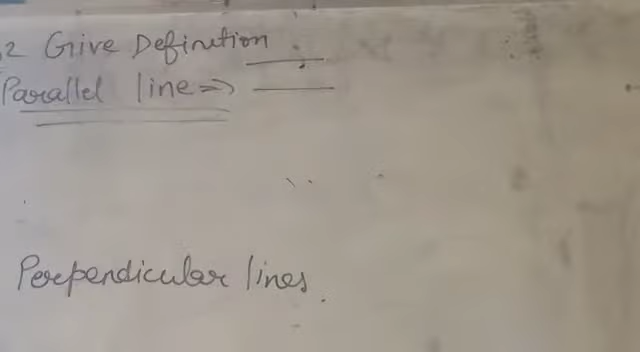 2 Give Definition
Parallel line =>
Perpendicular lines.